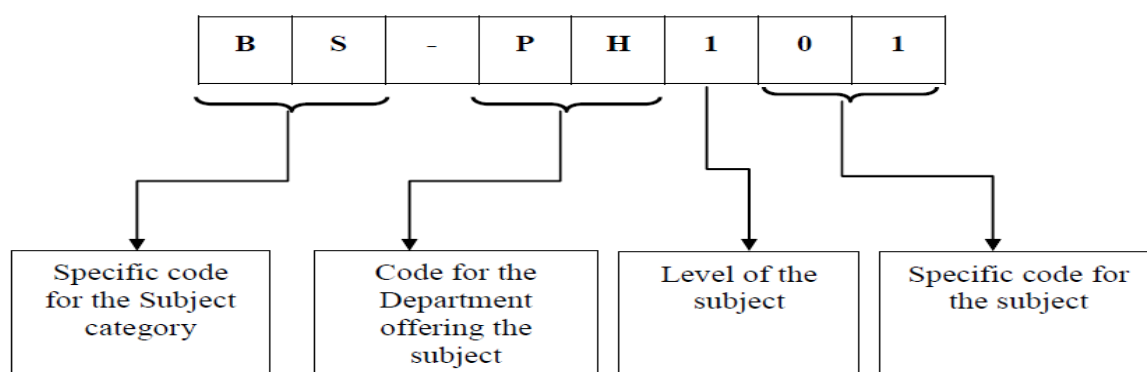 B S - P H 1 0 1
Specific code
for the Subject
category
Code for the
Department
offering the
subject
Level of the
subject
Specific code for
the subject